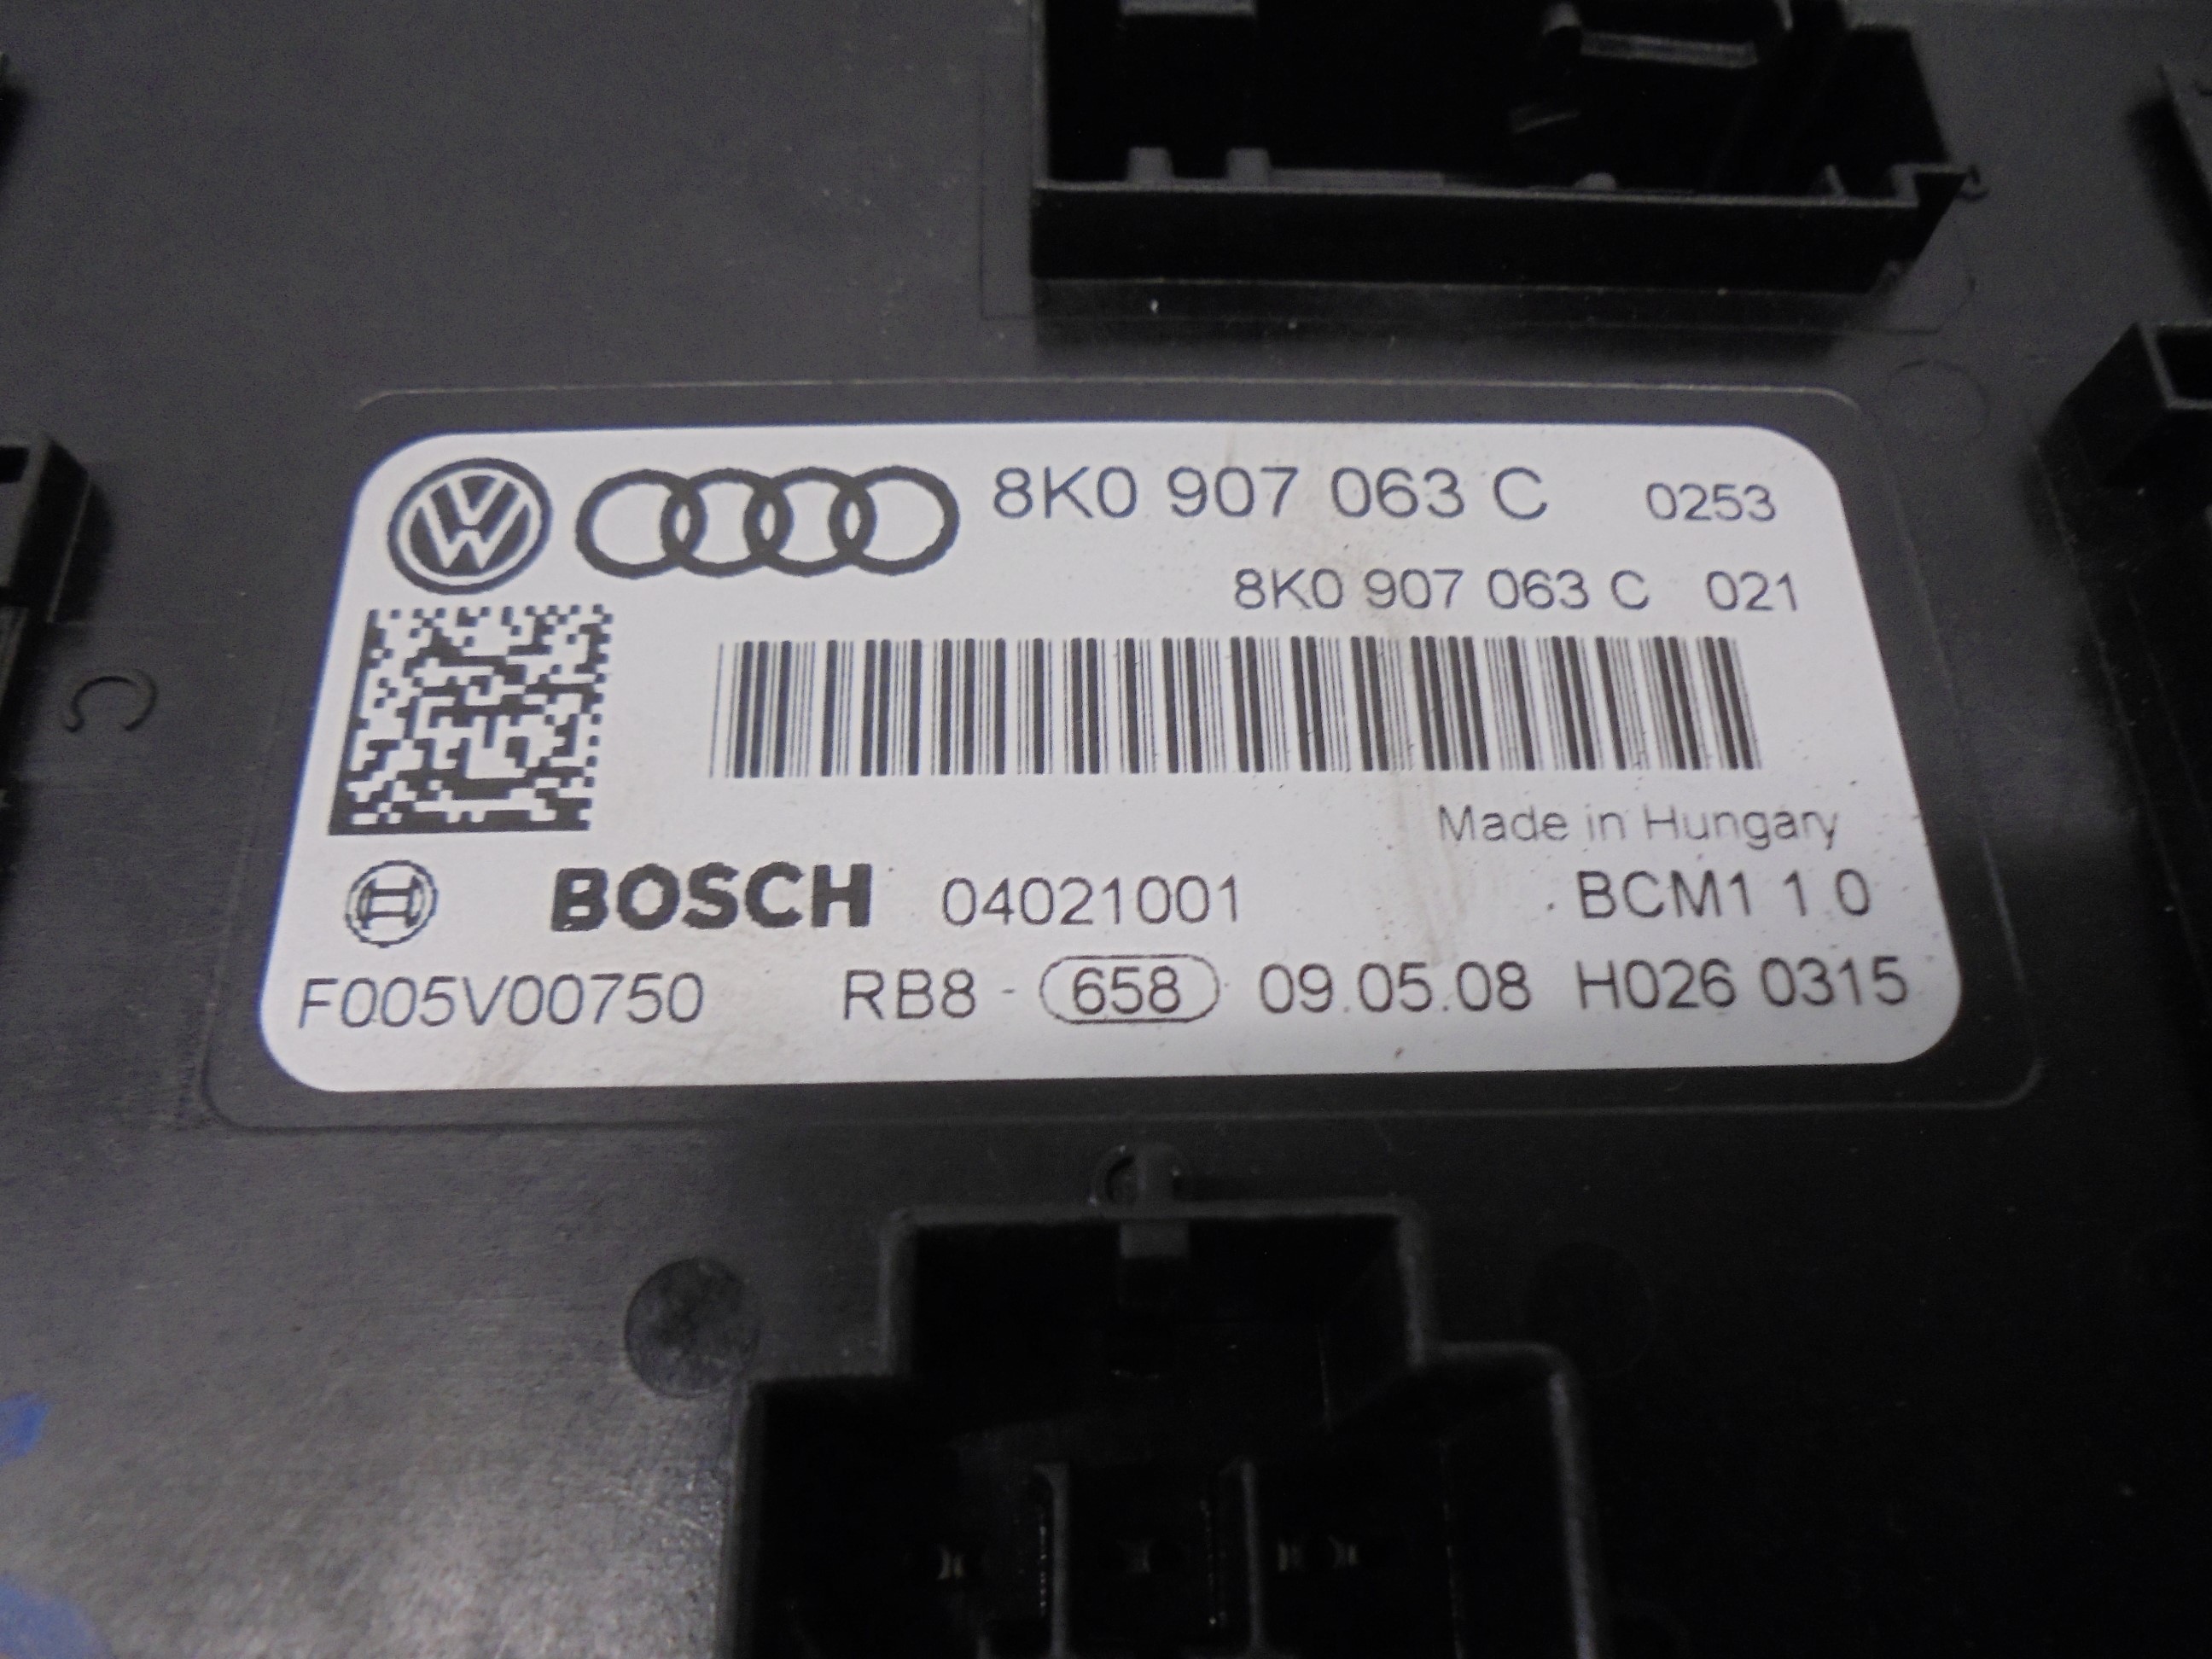 8K0 907 063 C 0253
8K0 907 063 C 021
Made in Hungary
BOSCH 04021001 BCM1 1 0
F005V00750 RB8 - 658 09.05.08 H026 0315